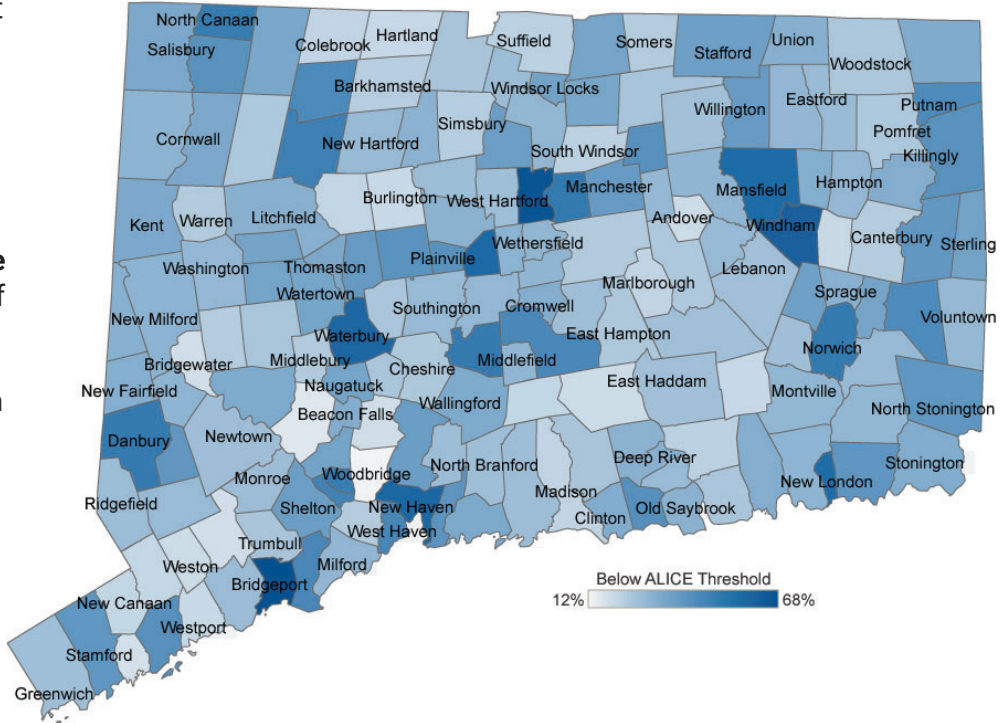 North Canaan
Salisbury
Colebrook
Hartland
Suffield
Somers
Stafford
Union
Woodstock
Barkhamsted
Windsor Locks
Willington
Eastford
Putnam
Cornwall
New Hartford
Simsbury
South Windsor
Pomfret
Killingly
Kent
Warren
Litchfield
Burlington
West Hartford
Manchester
Andover
Mansfield
Hampton
Windham
Canterbury
Sterling
Washington
Thomaston
Plainville
Wethersfield
Marlborough
Lebanon
New Milford
Watertown
Southington
Cromwell
Sprague
Voluntown
Waterbury
East Hampton
Bridgewater
Middlebury
Cheshire
Middlefield
Norwich
New Fairfield
Naugatuck
Wallingford
East Haddam
Montville
North Stonington
Danbury
Newtown
Beacon Falls
Monroe
Woodbridge
North Branford
Deep River
Stonington
Ridgefield
Shelton
New Haven
Madison
Clinton
Old Saybrook
New London
Trumbull
West Haven
Weston
Bridgeport
Milford
New Canaan
Westport
Stamford
Greenwich
Below ALICE Threshold
12% 68%